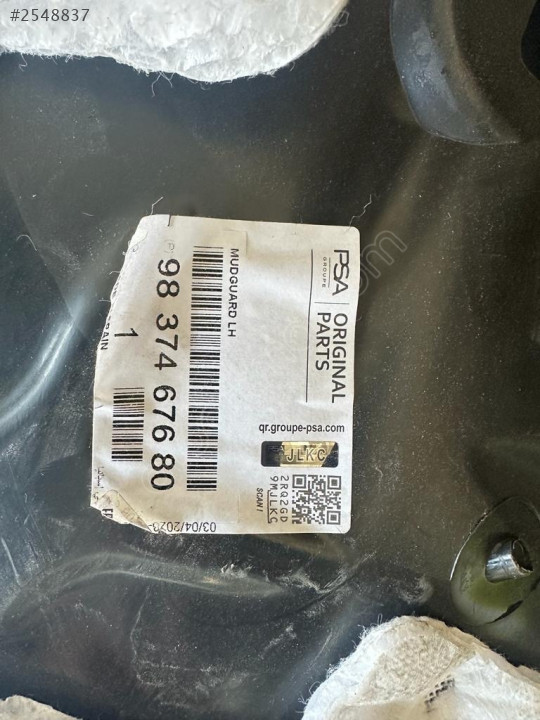 #2548837
PSA
GROUPE
ORIGINAL
PARTS
qr.groupe-psa.com
JLKC
2RQ2GD
9MJLKC
SCAN !
MUDGUARD LH
98 374 676 80
1